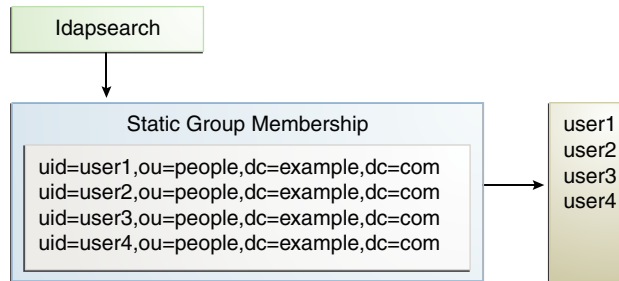 ldapsearch
Static Group Membership
uid=user1,ou=people,dc=example,dc=com
uid=user2,ou=people,dc=example,dc=com
uid=user3,ou=people,dc=example,dc=com
uid=user4,ou=people,dc=example,dc=com
user1
user2
user3
user4